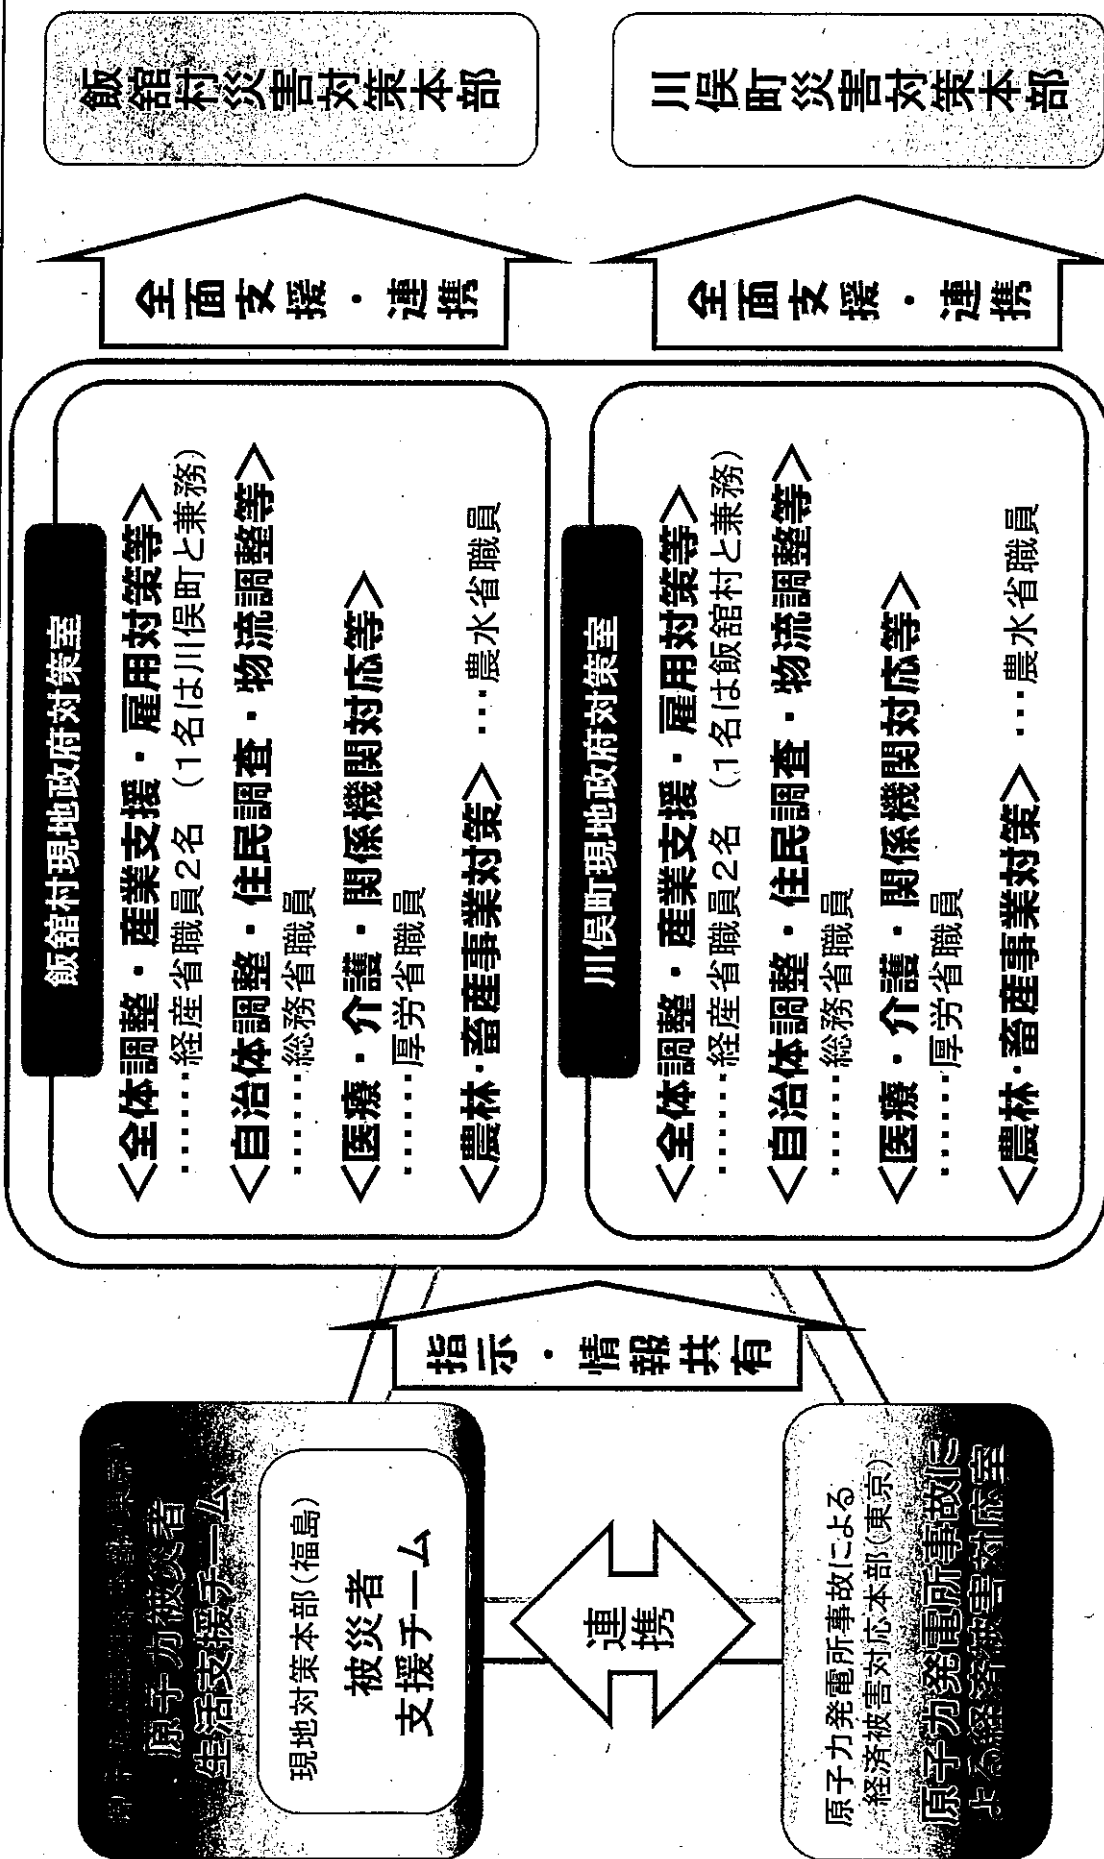 原子力被災者
生活支援チーム
現地対策本部(福島)
被災者
支援チーム
連携
原子力発電所事故による
経済被害対応本部(東京)
原子力発電所事故に
よる経済被害対応室
指示・情報共有
飯舘村現地政府対策室
<全体調整・産業支援・雇用対策等>
……経産省職員2名 (1名は川俣町と兼務)
<自治体調整・住民調査・物流調整等>
……総務省職員
<医療・介護・関係機関対応等>
……厚労省職員
<農林・畜産事業対策> …農水省職員
川俣町現地政府対策室
<全体調整・産業支援・雇用対策等>
……経産省職員2名 (1名は飯舘村と兼務)
<自治体調整・住民調査・物流調整等>
……総務省職員
<医療・介護・関係機関対応等>
……厚労省職員
<農林・畜産事業対策> …農水省職員
全面支援・連携
全面支援・連携
飯舘村災害対策本部
川俣町災害対策本部